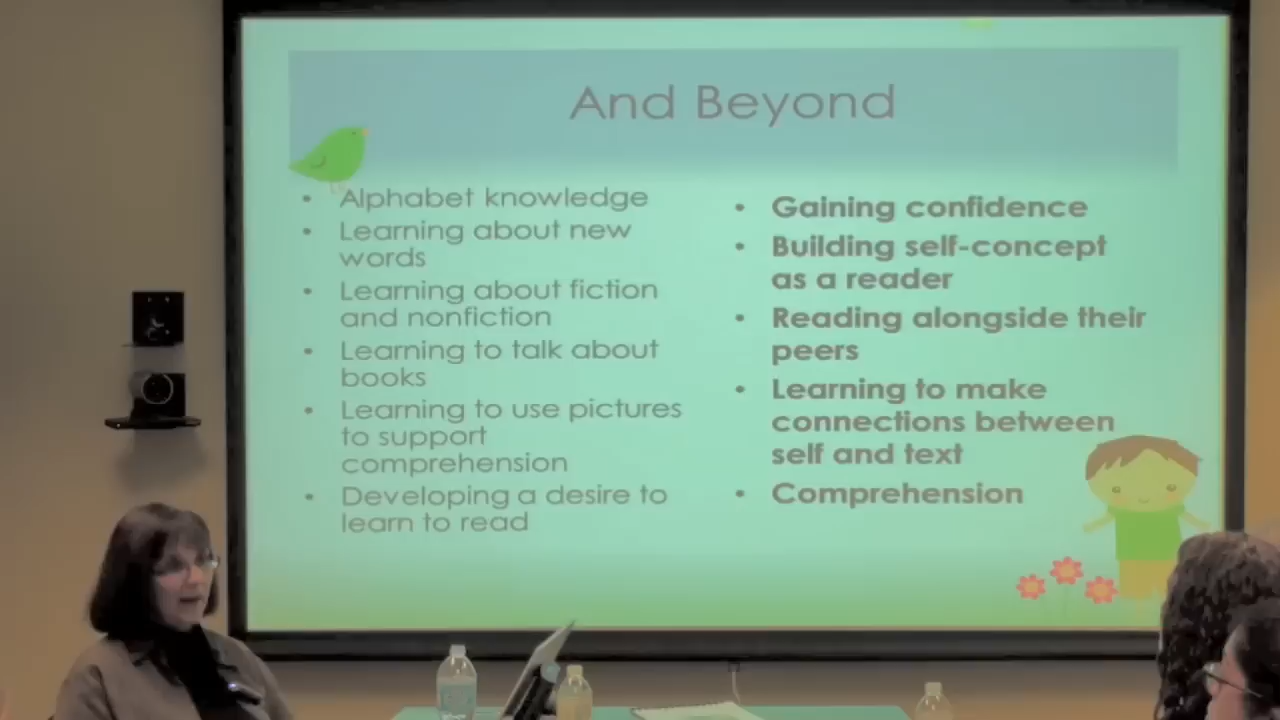 And Beyond
• Alphabet knowledge
• Learning about new
words
• Learning about fiction
and nonfiction
• Learning to talk about
books
• Learning to use pictures
to support
comprehension
• Developing a desire to
learn to read
• Gaining confidence
• Building self-concept
as a reader
• Reading alongside their
peers
• Learning to make
connections between
self and text
• Comprehension